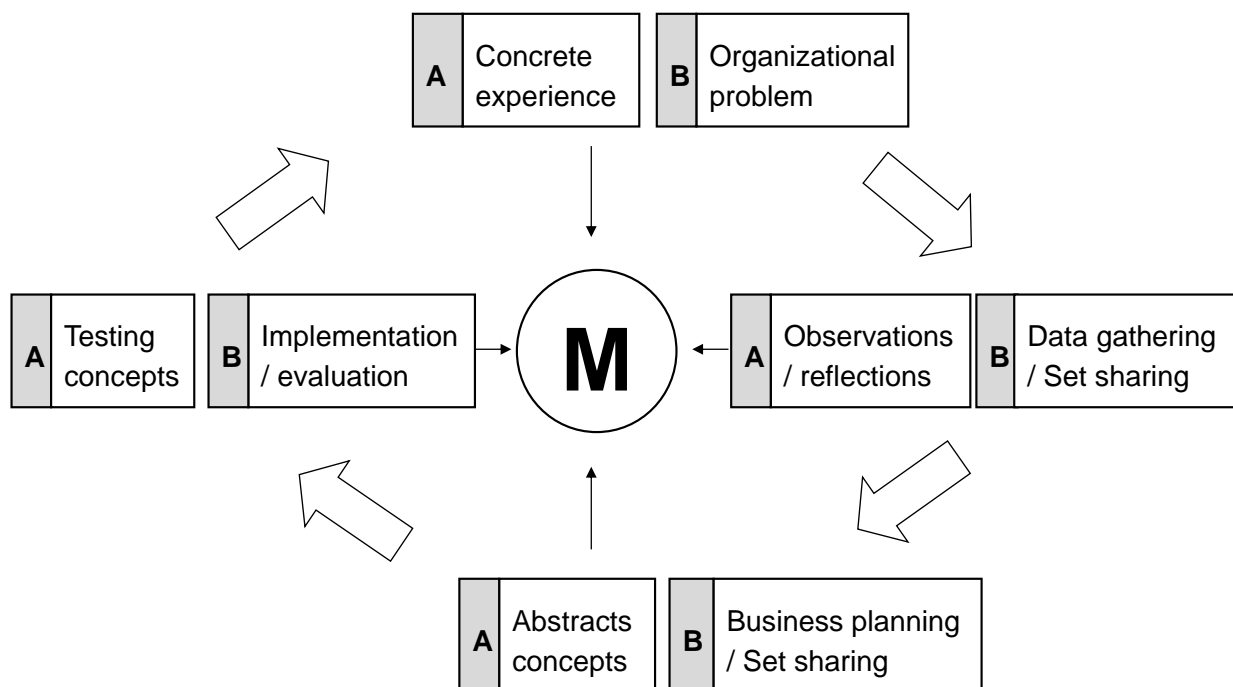 A
Concrete
experience
B
Organizational
problem
A
Testing
concepts
B
Implementation
/ evaluation
M
A
Observations
/ reflections
B
Data gathering
/ Set sharing
A
Abstracts
concepts
B
Business planning
/ Set sharing